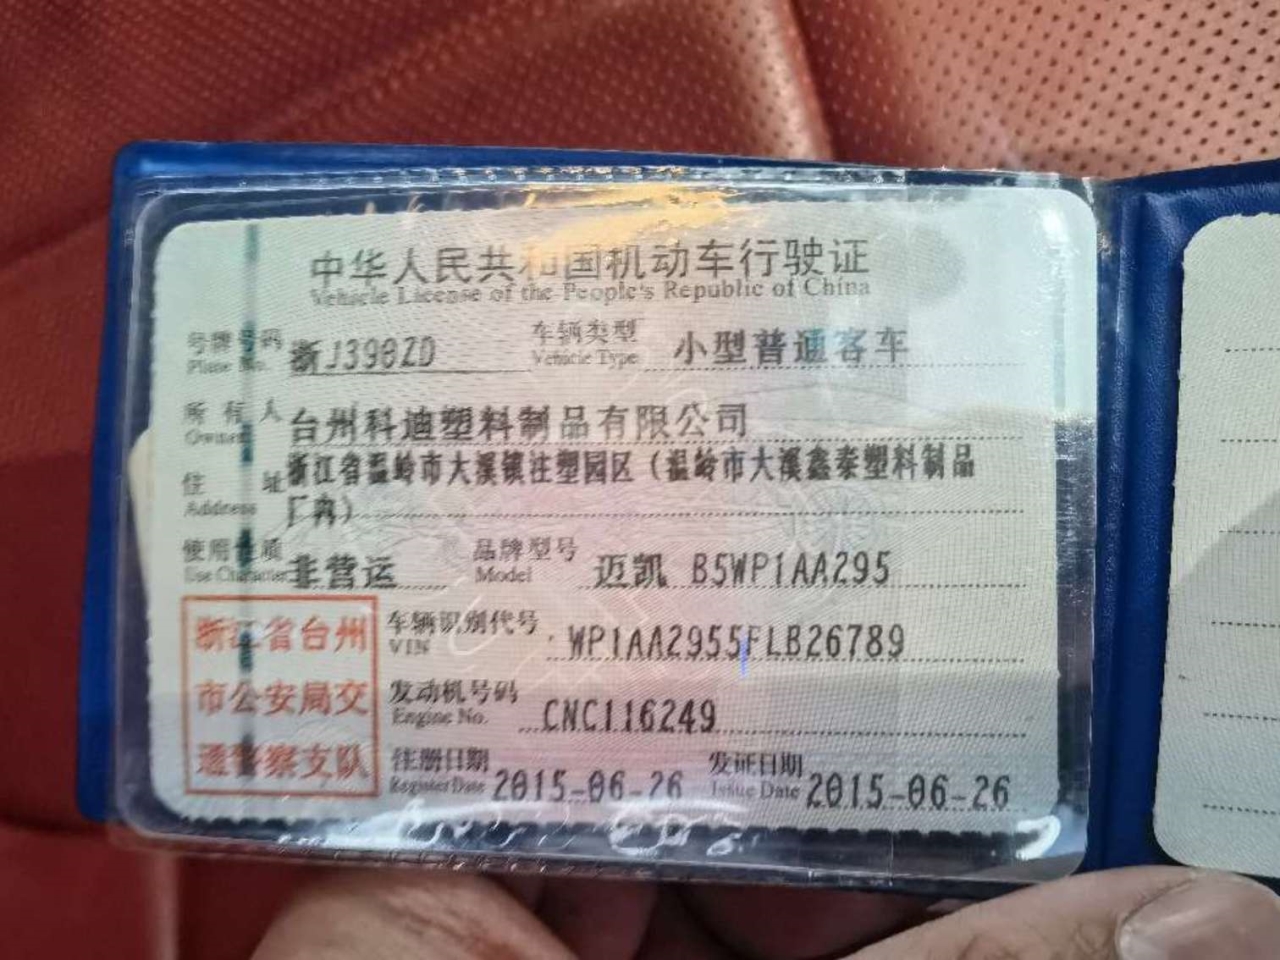 中华人民共和国机动车行驶证
Vehicle License of the People's Republic of China
号牌号码 浙J398ZD 车辆类型 小型普通客车
Plate No. Vehicle Type
所有人 台州科迪塑料制品有限公司
Owner
住址 浙江省温岭市大溪镇注塑园区（温岭市大溪鑫泰塑料制品
Address 厂内）
使用性质 非营运 品牌型号 迈凯 B5WP1AA295
Use Character Model
浙江省台州
市公安局交
通警察支队
车辆识别代号 WP1AA2955FLB26789
VIN
发动机号码 CNC116249
Engine No.
注册日期 2015-06-26 发证日期 2015-06-26
Register Date Issue Date